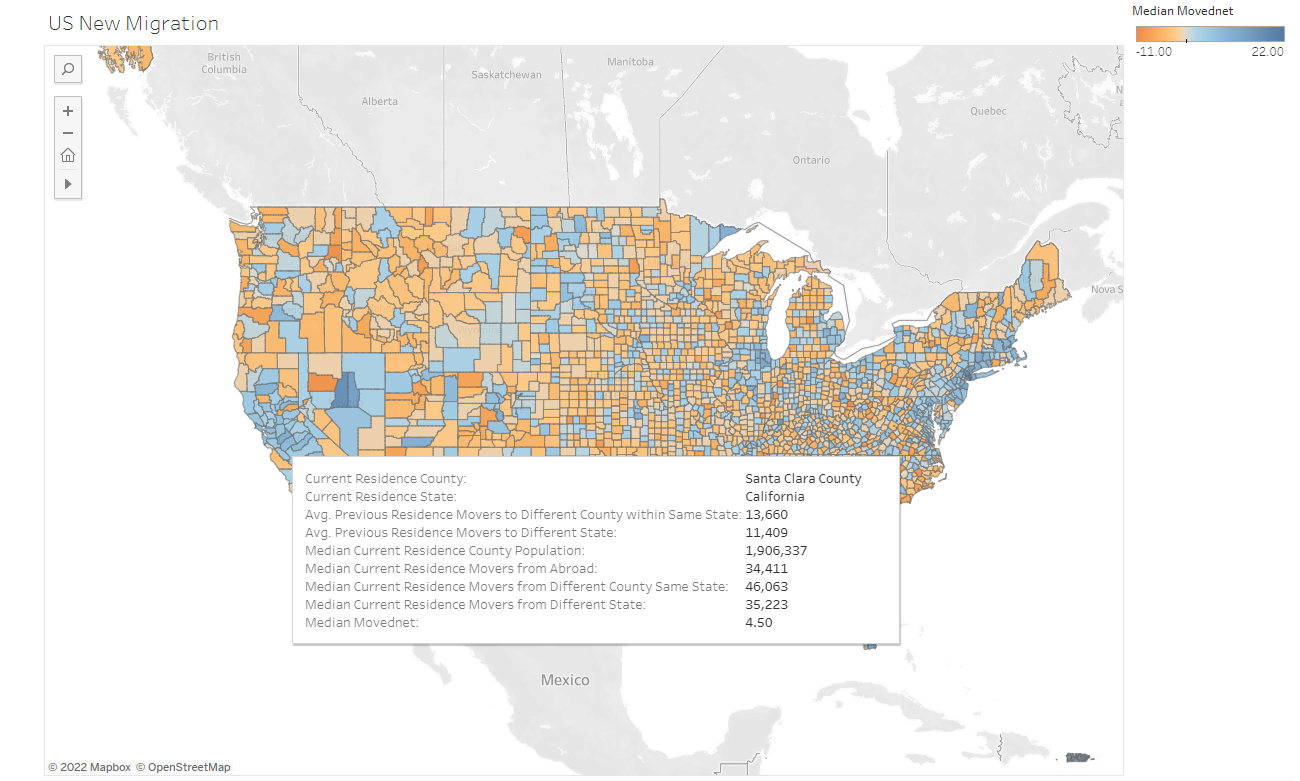 US New Migration
Median Movednet
-11.00 22.00
British
Columbia
Alberta
Saskatchewan
Manitoba
Ontario
Quebec
Nova S
Wyoming
Current Residence County: Santa Clara County
Current Residence State: California
Avg. Previous Residence Movers to Different County within Same State: 13,660
Avg. Previous Residence Movers to Different State: 11,409
Median Current Residence County Population: 1,906,337
Median Current Residence Movers from Abroad: 34,411
Median Current Residence Movers from Different County Same State: 46,063
Median Current Residence Movers from Different State: 35,223
Median Movednet: 4.50
Mexico
© 2022 Mapbox © OpenStreetMap